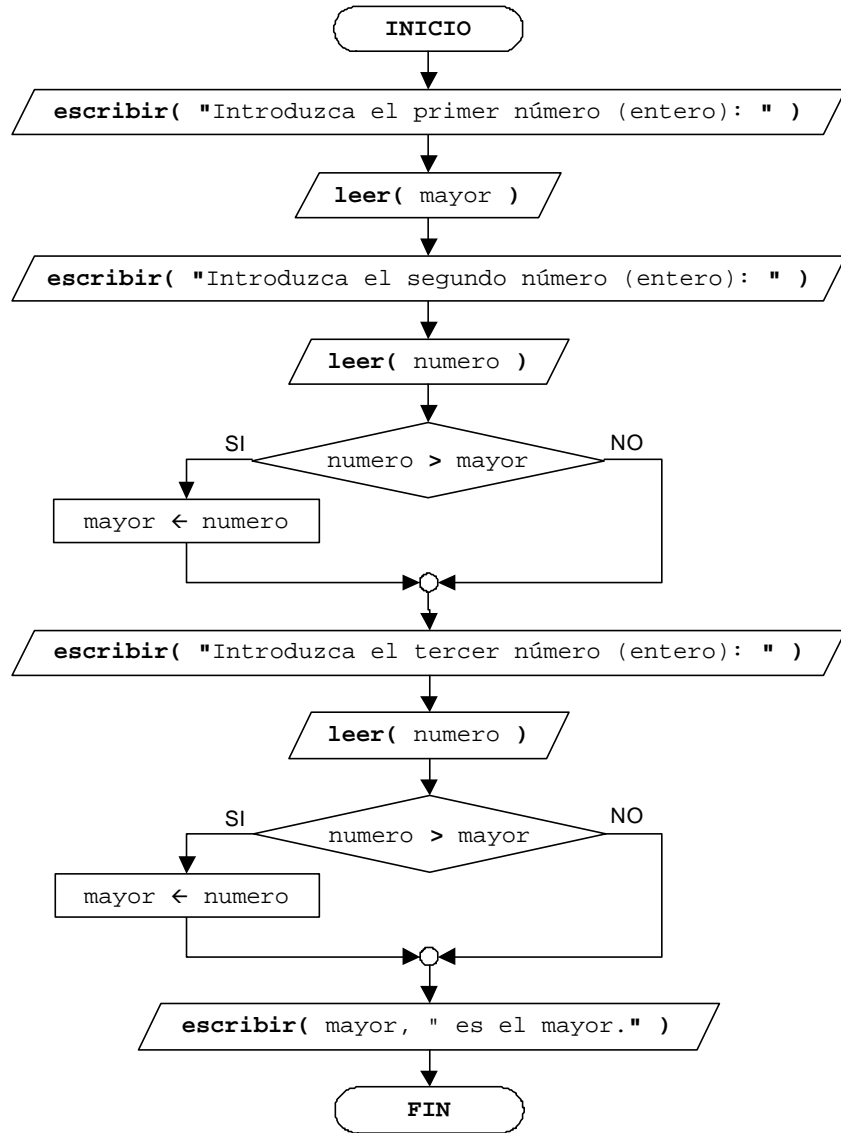 INICIO
escribir( "Introduzca el primer número (entero): " )
leer( mayor )
escribir( "Introduzca el segundo número (entero): " )
leer( numero )
SI
NO
numero > mayor
mayor ← numero
escribir( "Introduzca el tercer número (entero): " )
leer( numero )
SI
NO
numero > mayor
mayor ← numero
escribir( mayor, " es el mayor." )
FIN